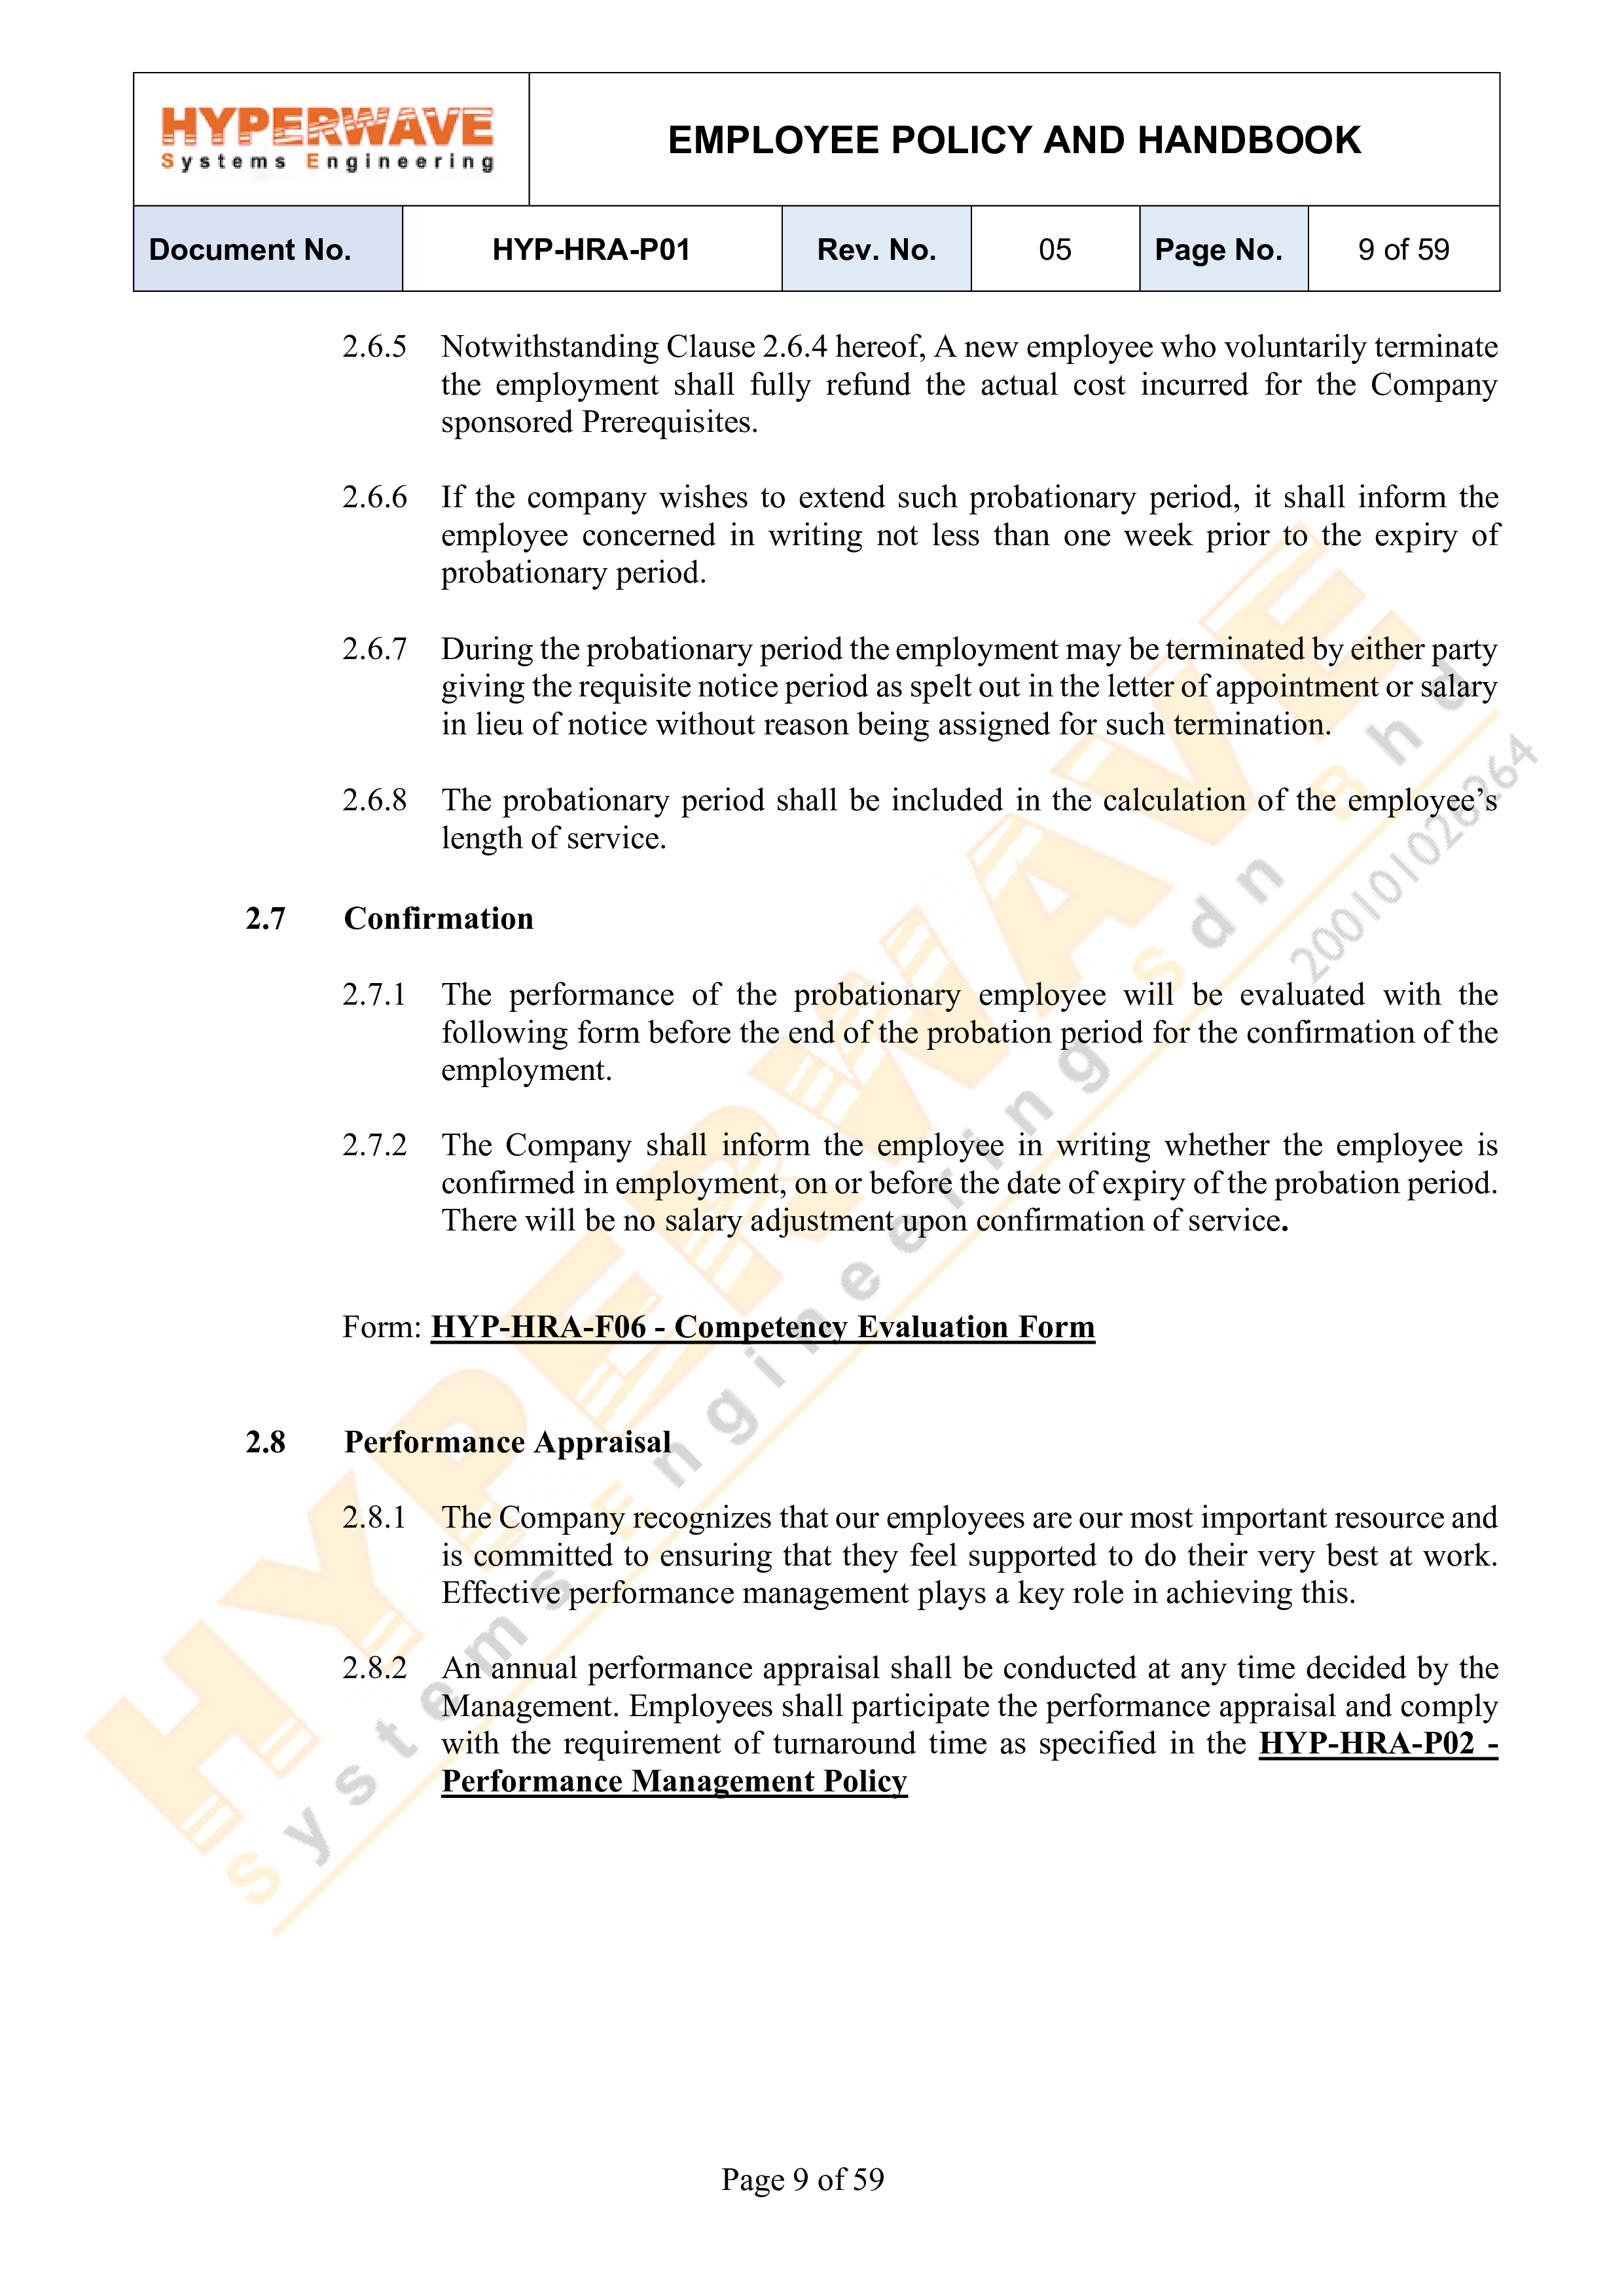 HYPERWAVE
Systems Engineering
EMPLOYEE POLICY AND HANDBOOK
Document No. HYP-HRA-P01 Rev. No. 05 Page No. 9 of 59
2.6.5 Notwithstanding Clause 2.6.4 hereof, A new employee who voluntarily terminate
the employment shall fully refund the actual cost incurred for the Company
sponsored Prerequisites.
2.6.6 If the company wishes to extend such probationary period, it shall inform the
employee concerned in writing not less than one week prior to the expiry of
probationary period.
2.6.7 During the probationary period the employment may be terminated by either party
giving the requisite notice period as spelt out in the letter of appointment or salary
in lieu of notice without reason being assigned for such termination.
2.6.8 The probationary period shall be included in the calculation of the employee’s
length of service.
2.7 Confirmation
2.7.1 The performance of the probationary employee will be evaluated with the
following form before the end of the probation period for the confirmation of the
employment.
2.7.2 The Company shall inform the employee in writing whether the employee is
confirmed in employment, on or before the date of expiry of the probation period.
There will be no salary adjustment upon confirmation of service.
Form: HYP-HRA-F06 - Competency Evaluation Form
2.8 Performance Appraisal
2.8.1 The Company recognizes that our employees are our most important resource and
is committed to ensuring that they feel supported to do their very best at work.
Effective performance management plays a key role in achieving this.
2.8.2 An annual performance appraisal shall be conducted at any time decided by the
Management. Employees shall participate the performance appraisal and comply
with the requirement of turnaround time as specified in the HYP-HRA-P02 -
Performance Management Policy
HYPERWAVE
Systems Engineering Sdn Bhd
200101026264
Page 9 of 59